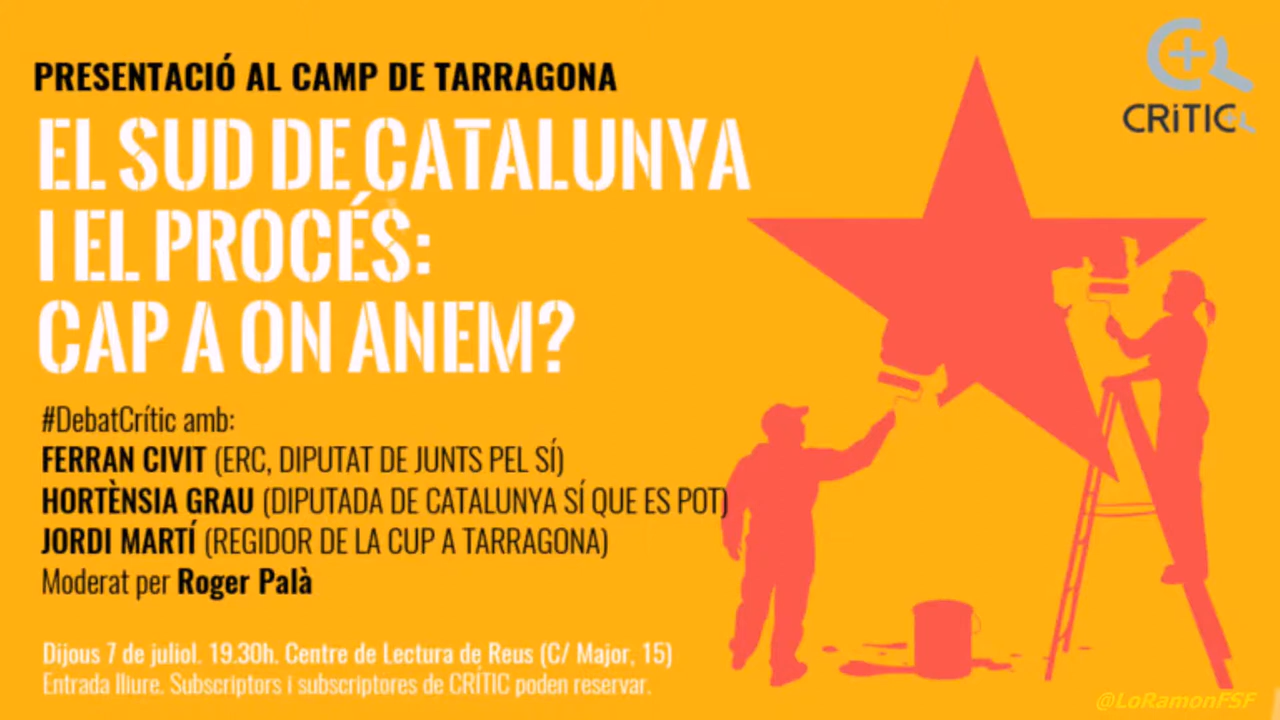 PRESENTACIÓ AL CAMP DE TARRAGONA
EL SUD DE CATALUNYA
I EL PROCÉS:
CAP A ON ANEM?
#DebatCrític amb:
FERRAN CIVIT (ERC, DIPUTAT DE JUNTS PEL SÍ)
HORTÈNSIA GRAU (DIPUTADA DE CATALUNYA SÍ QUE ES POT)
JORDI MARTÍ (REGIDOR DE LA CUP A TARRAGONA)
Moderat per Roger Palà
Dijous 7 de juliol. 19.30h. Centre de Lectura de Reus (C/ Major, 15)
Entrada lliure. Subscriptors i subscriptores de CRÍTIC poden reservar.
CRíTIC
@LoRamonFSF